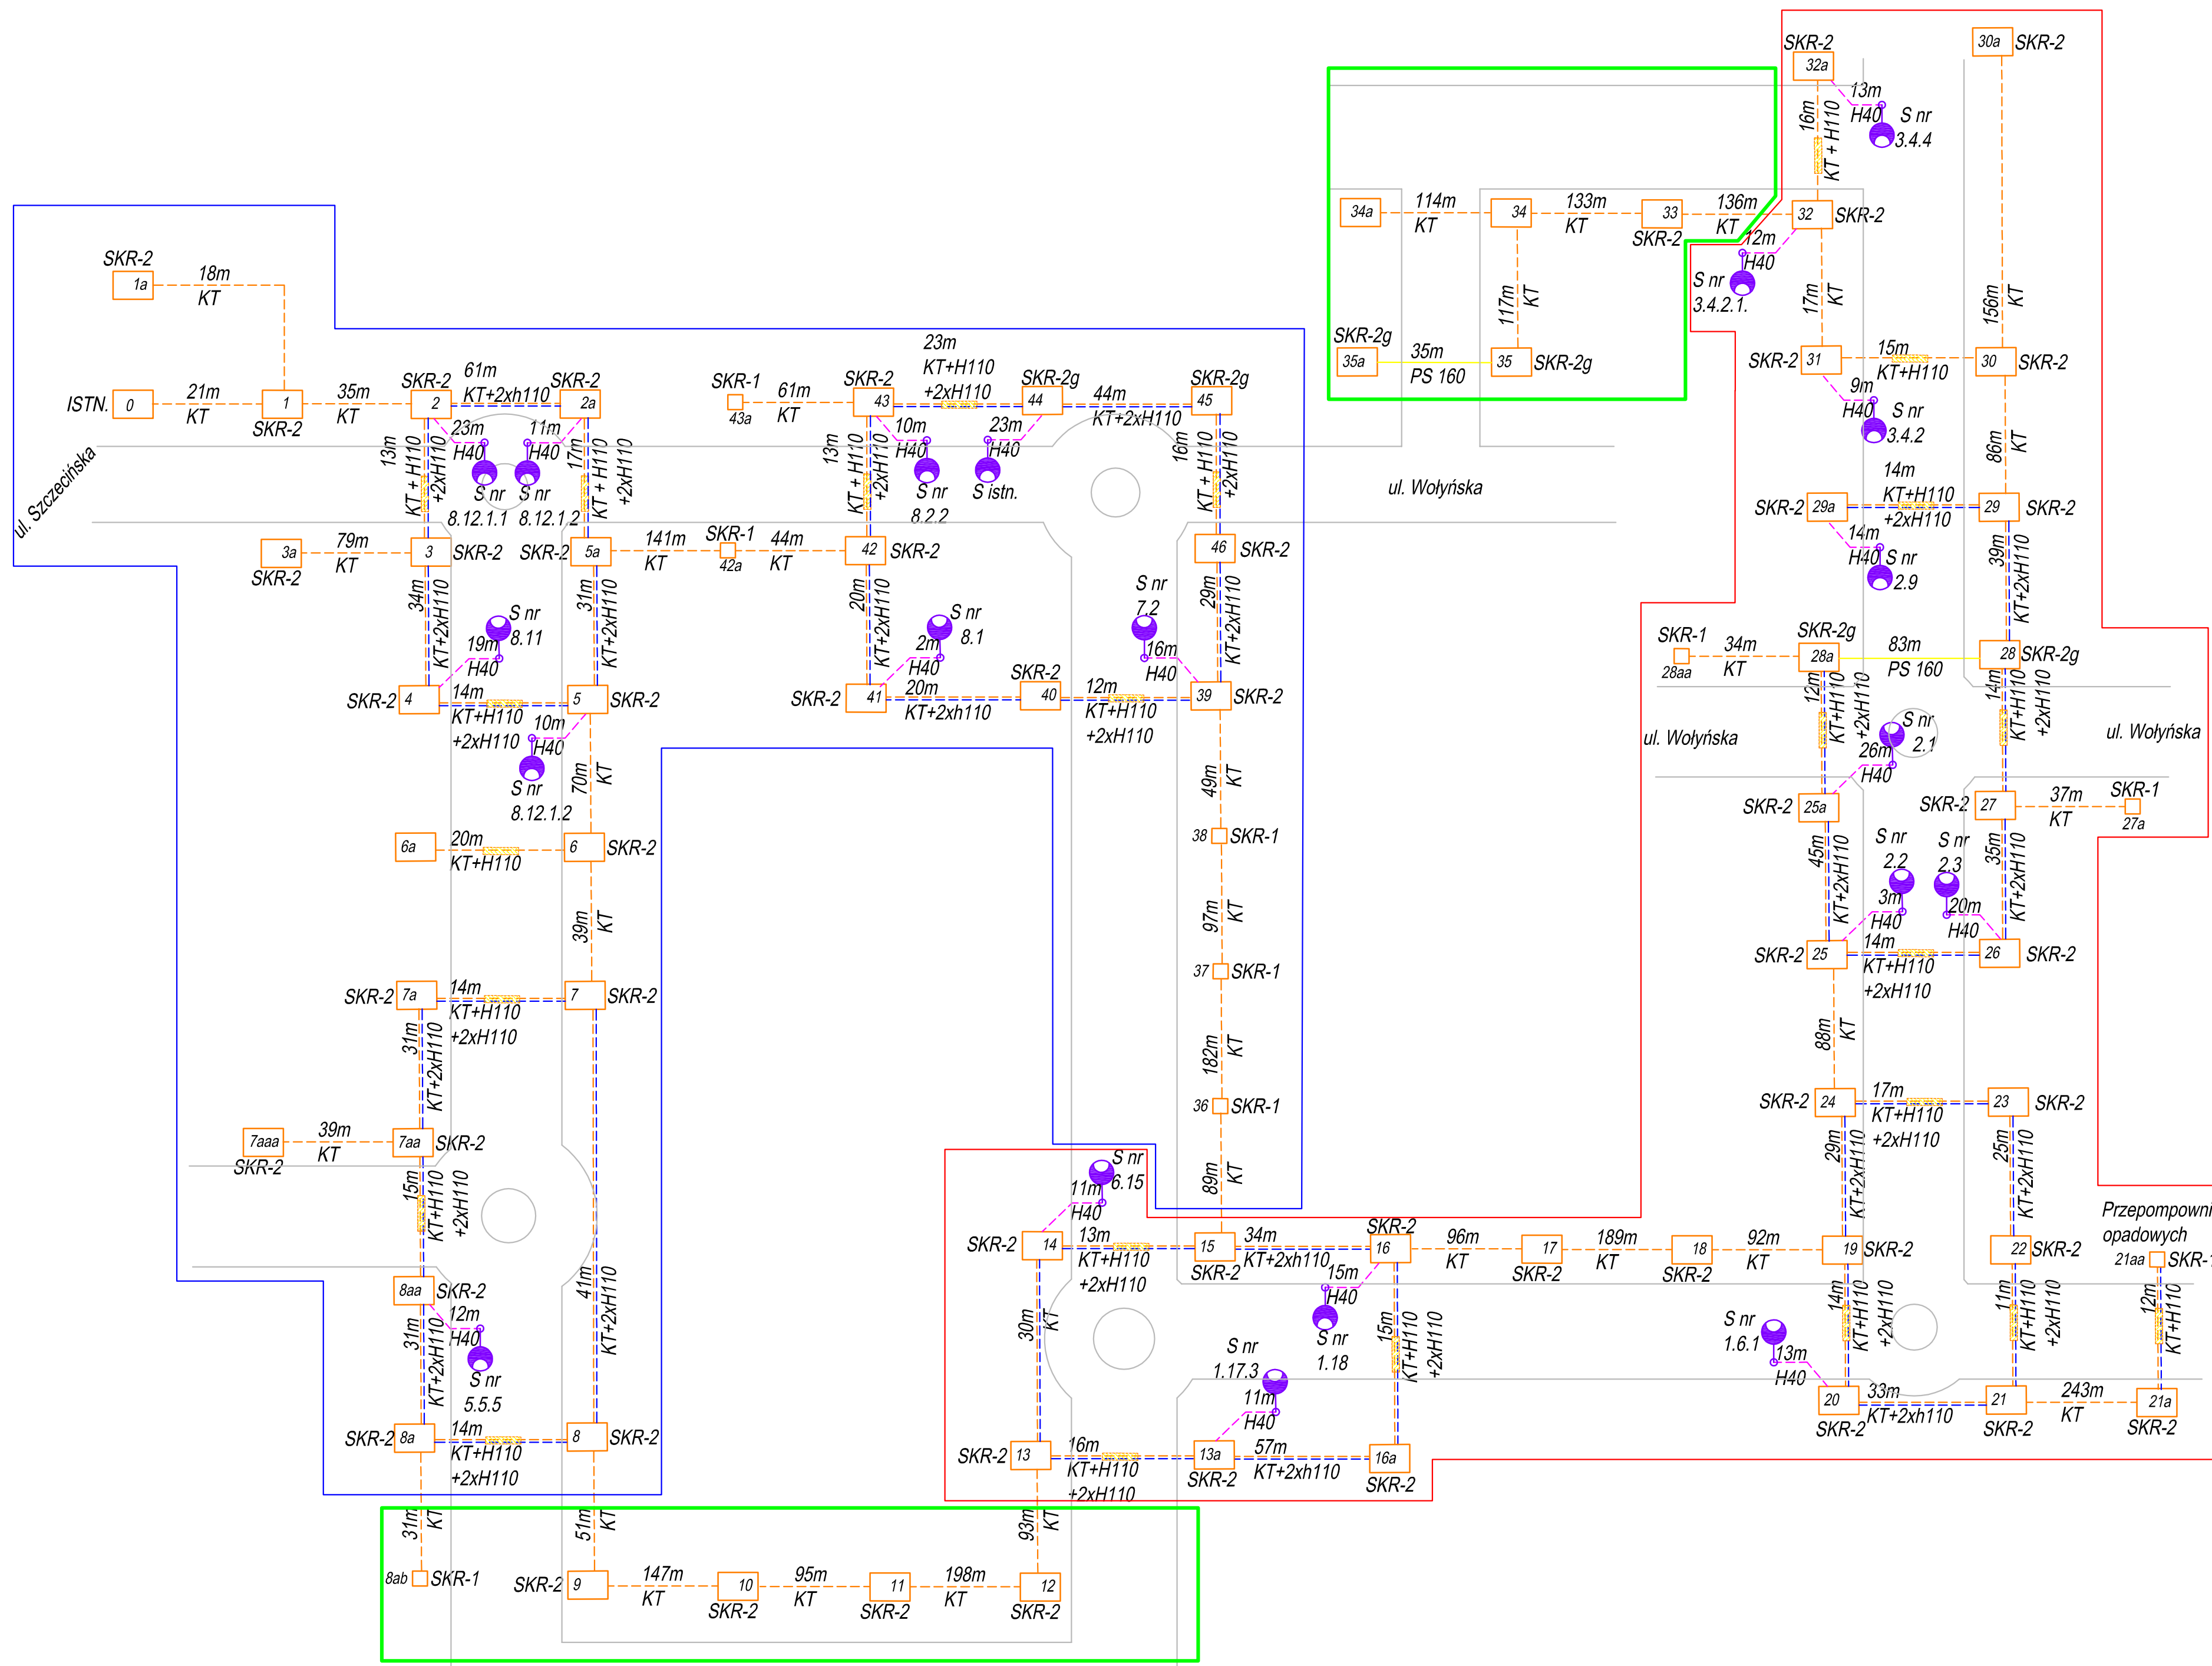 SKR-2
30a
SKR-2
32a
13m
H40
S nr
3.4.4
16m
KT + H110
34a
114m
KT
34
133m
KT
33
SKR-2
136m
KT
32
SKR-2
12m
H40
S nr
3.4.2.1.
117m
KT
17m
KT
156m
KT
SKR-2g
35a
35m
PS 160
35
SKR-2g
SKR-2
31
15m
KT+H110
30
SKR-2
9m
H40
S nr
3.4.2
86m
KT
SKR-2
1a
18m
KT
ISTN.
0
21m
KT
1
SKR-2
35m
KT
SKR-2
2
61m
KT+2xh110
SKR-2
2a
23m
H40
11m
H40
13m
KT + H110
+2xH110
17m
KT + H110
+2xH110
S nr
8.12.1.1
S nr
8.12.1.2
ul. Szczecińska
SKR-1
43a
61m
KT
SKR-2
43
23m
KT+H110
+2xH110
SKR-2g
44
44m
KT+2xH110
SKR-2g
45
10m
H40
S nr
8.2.2
23m
H40
S istn.
13m
KT + H110
+2xH110
16m
KT + H110
+2xH110
ul. Wołyńska
SKR-2
29a
14m
KT+H110
+2xH110
29
SKR-2
14m
H40
S nr
2.9
39m
KT+2xH110
3a
SKR-2
79m
KT
3
SKR-2
SKR-2
5a
141m
KT
SKR-1
42a
44m
KT
42
SKR-2
46
SKR-2
34m
KT+2xH110
31m
KT+2xH110
20m
KT+2xH110
29m
KT+2xH110
S nr
8.11
19m
H40
S nr
8.1
2m
H40
S nr
7.2
16m
H40
SKR-1
28aa
34m
KT
SKR-2g
28a
83m
PS 160
28
SKR-2g
SKR-2
4
14m
KT+H110
+2xH110
5
SKR-2
10m
H40
S nr
8.12.1.2
70m
KT
SKR-2
41
20m
KT+2xh110
SKR-2
40
12m
KT+H110
+2xH110
39
SKR-2
49m
KT
12m
KT+H110
+2xH110
14m
KT+H110
+2xH110
ul. Wołyńska
S nr
2.1
26m
H40
ul. Wołyńska
SKR-2
25a
SKR-2
27
37m
KT
SKR-1
27a
6a
20m
KT+H110
6
SKR-2
38
SKR-1
45m
KT+2xH110
35m
KT+2xH110
S nr
2.2
3m
H40
S nr
2.3
20m
H40
39m
KT
97m
KT
SKR-2
25
14m
KT+H110
+2xH110
26
SKR-2
SKR-2
7a
14m
KT+H110
+2xH110
7
SKR-2
37
SKR-1
31m
KT+2xH110
182m
KT
88m
KT
36
SKR-1
SKR-2
24
17m
KT+H110
+2xH110
23
SKR-2
7aaa
SKR-2
39m
KT
7aa
SKR-2
15m
KT+H110
+2xH110
89m
KT
29m
KT+2xH110
25m
KT+2xH110
S nr
6.15
11m
H40
SKR-2
14
13m
KT+H110
+2xH110
15
SKR-2
34m
KT+2xh110
SKR-2
16
96m
KT
17
SKR-2
189m
KT
18
SKR-2
92m
KT
19
SKR-2
22
SKR-2
opadowych
21aa
8aa
SKR-2
12m
H40
S nr
5.5.5
31m
KT+2xH110
41m
KT+2xH110
30m
KT
15m
H40
S nr
1.18
15m
KT+H110
+2xH110
S nr
1.17.3
11m
H40
S nr
1.6.1
13m
H40
14m
KT+H110
+2xH110
11m
KT+H110
+2xH110
12m
KT+H110
20
SKR-2
33m
KT+2xh110
21
SKR-2
243m
KT
21a
SKR-2
SKR-2
8a
14m
KT+H110
+2xH110
8
SKR-2
SKR-2
13
16m
KT+H110
+2xH110
13a
SKR-2
57m
KT+2xh110
16a
SKR-2
31m
KT
51m
KT
93m
KT
8ab
SKR-1
SKR-2
9
147m
KT
10
SKR-2
95m
KT
11
SKR-2
198m
KT
12
SKR-2